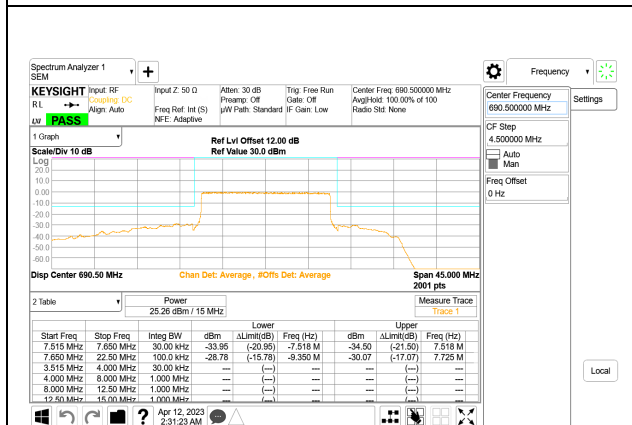 Spectrum Analyzer 1
SEM
+
Frequency
KEYSIGHT
RL
LXI PASS
Input: RF
Coupling: DC
Align: Auto
Input Z: 50 Ω
Freq Ref: Int (S)
NFE: Adaptive
Atten: 30 dB
Preamp: Off
µW Path: Standard
Trig: Free Run
Gate: Off
IF Gain: Low
Center Freq: 690.500000 MHz
Avg|Hold: 100.00% of 100
Radio Std: None
Center Frequency
690.500000 MHz
Settings
CF Step
4.500000 MHz
Auto
Man
Freq Offset
0 Hz
1 Graph
Scale/Div 10 dB
Ref Lvl Offset 12.00 dB
Ref Value 30.0 dBm
Log
20.0
10.0
0.00
-10.0
-20.0
-30.0
-40.0
-50.0
-60.0
Disp Center 690.50 MHz
Chan Det: Average, #Offs Det: Average
Span 45.000 MHz
2001 pts
2 Table
Power
25.26 dBm / 15 MHz
Measure Trace
Trace 1
Lower Upper
Start Freq Stop Freq Integ BW dBm ΔLimit(dB) Freq (Hz) dBm ΔLimit(dB) Freq (Hz)
7.515 MHz 7.650 MHz 30.00 kHz -33.95 (-20.95) -7.518 M -34.50 (-21.50) 7.518 M
7.650 MHz 22.50 MHz 100.0 kHz -28.78 (-15.78) -9.350 M -30.07 (-17.07) 7.725 M
3.515 MHz 4.000 MHz 30.00 kHz --- (---) --- --- (---) ---
4.000 MHz 8.000 MHz 1.000 MHz --- (---) --- --- (---) ---
8.000 MHz 12.50 MHz 1.000 MHz --- (---) --- --- (---) ---
12.50 MHz 15.00 MHz 1.000 MHz --- (---) --- --- (---) ---
Local
?
Apr 12, 2023
2:31:23 AM